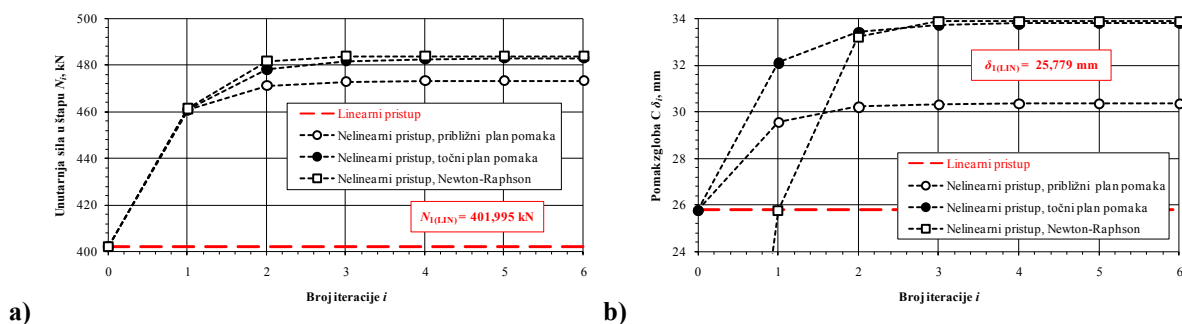 500
480
460
440
420
400
Unutarnja sila u štapu Ni, kN
Linearni pristup
Nelinearni pristup, približni plan pomaka
Nelinearni pristup, točni plan pomaka
Nelinearni pristup, Newton-Raphson
N1(LIN) = 401,995 kN
0 1 2 3 4 5 6
Broj iteracije i
a)
34
32
30
28
26
24
Pomak zgloba C δi, mm
δ1(LIN) = 25,779 mm
Linearni pristup
Nelinearni pristup, približni plan pomaka
Nelinearni pristup, točni plan pomaka
Nelinearni pristup, Newton-Raphson
0 1 2 3 4 5 6
Broj iteracije i
b)